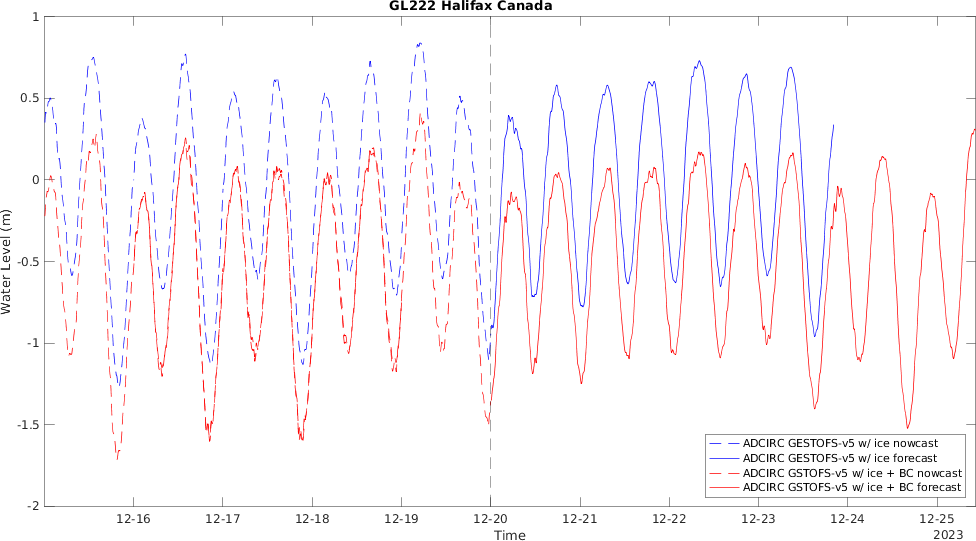 GL222 Halifax Canada
1
0.5
0
-0.5
-1
-1.5
-2
Water Level (m)
ADCIRC GESTOFS-v5 w/ ice nowcast
ADCIRC GESTOFS-v5 w/ ice forecast
ADCIRC GSTOFS-v5 w/ ice + BC nowcast
ADCIRC GSTOFS-v5 w/ ice + BC forecast
12-16 12-17 12-18 12-19 12-20 12-21 12-22 12-23 12-24 12-25
Time
2023